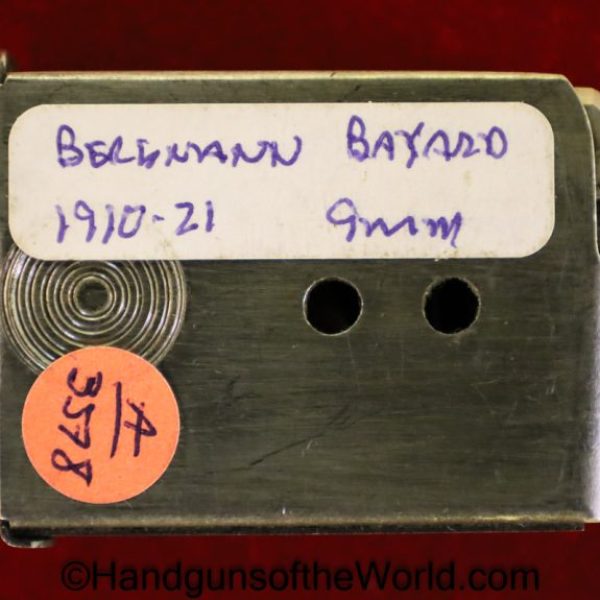 BERGMANN BAYARD
1910-21 9mm
A
3578
©HandgunsoftheWorld.com